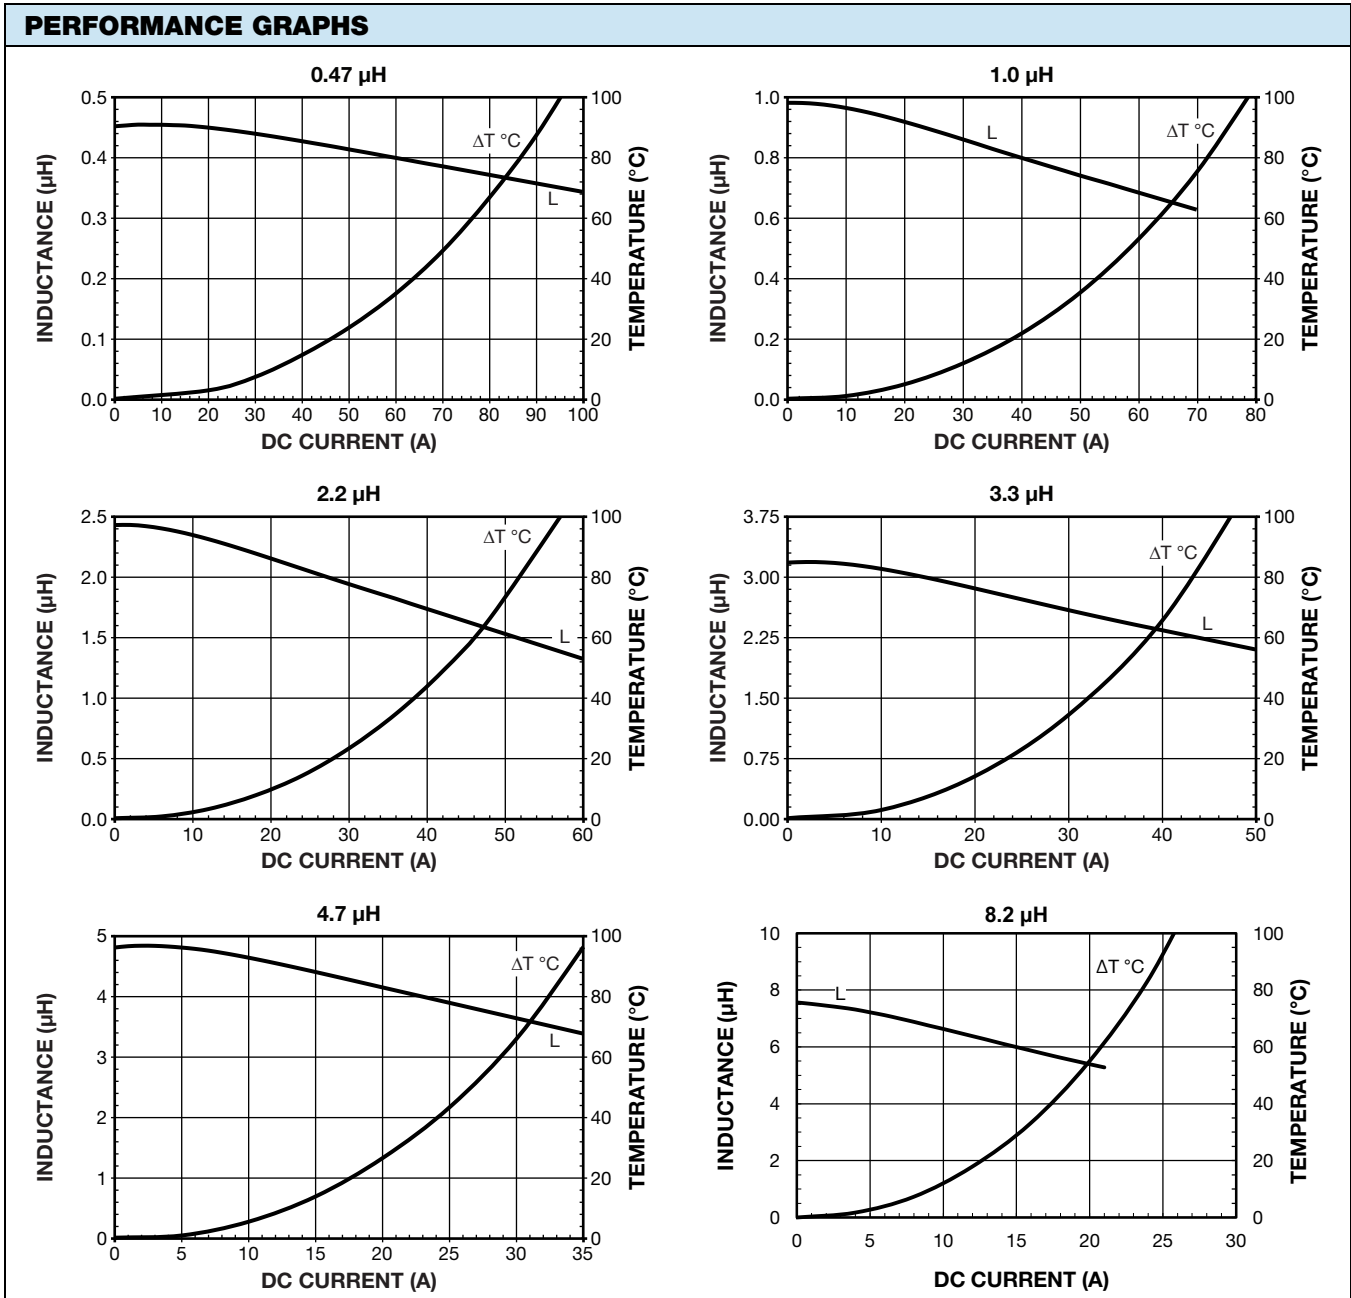 PERFORMANCE GRAPHS
0.47 µH
0.5
0.4
0.3
0.2
0.1
0.0
100
80
60
40
20
0
ΔT °C
L
0 10 20 30 40 50 60 70 80 90 100
INDUCTANCE (µH)
TEMPERATURE (°C)
DC CURRENT (A)
1.0 µH
1.0
0.8
0.6
0.4
0.2
0.0
100
80
60
40
20
0
L
ΔT °C
0 10 20 30 40 50 60 70 80
INDUCTANCE (µH)
TEMPERATURE (°C)
DC CURRENT (A)
2.2 µH
2.5
2.0
1.5
1.0
0.5
0.0
100
80
60
40
20
0
ΔT °C
L
0 10 20 30 40 50 60
INDUCTANCE (µH)
TEMPERATURE (°C)
DC CURRENT (A)
3.3 µH
3.75
3.00
2.25
1.50
0.75
0.00
100
80
60
40
20
0
ΔT °C
L
0 10 20 30 40 50
INDUCTANCE (µH)
TEMPERATURE (°C)
DC CURRENT (A)
4.7 µH
5
4
3
2
1
0
100
80
60
40
20
0
ΔT °C
L
0 5 10 15 20 25 30 35
INDUCTANCE (µH)
TEMPERATURE (°C)
DC CURRENT (A)
8.2 µH
10
8
6
4
2
0
100
80
60
40
20
0
ΔT °C
L
0 5 10 15 20 25 30
INDUCTANCE (µH)
TEMPERATURE (°C)
DC CURRENT (A)